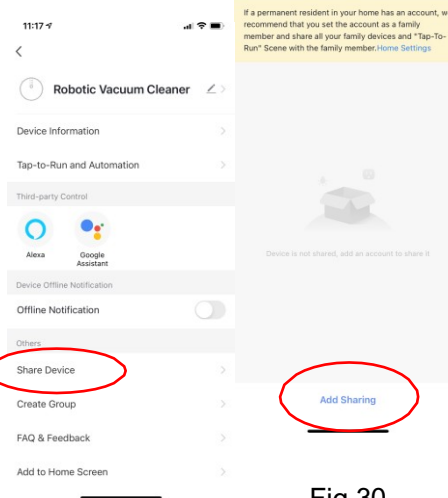 11:17
Robotic Vacuum Cleaner
Device Information
Tap-to-Run and Automation
Third-party Control
Alexa
Google
Assistant
Device Offline Notification
Offline Notification
Others
Share Device
Create Group
FAQ & Feedback
Add to Home Screen
If a permanent resident in your home has an account, w
recommend that you set the account as a family
member and share all your family devices and "Tap-To-
Run" Scene with the family member.Home Settings
Device is not shared, add an account to share it
Add Sharing
Fig 30